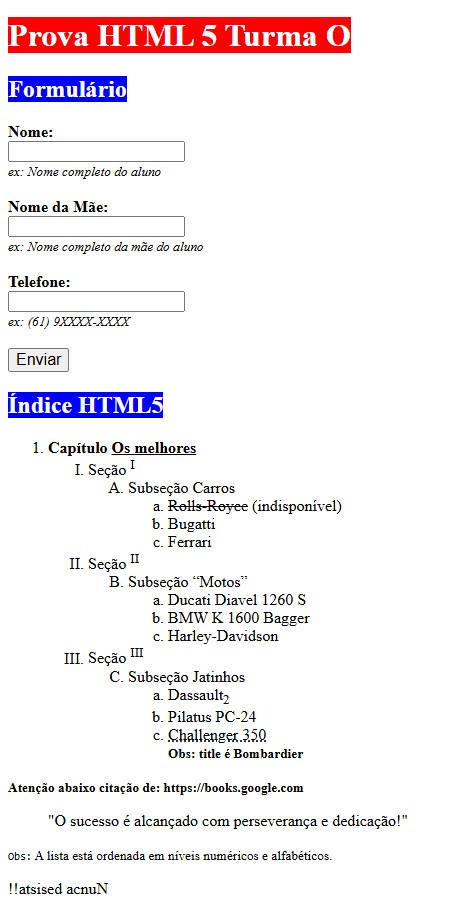 Prova HTML 5 Turma O
Formulário
Nome:
ex: Nome completo do aluno
Nome da Mãe:
ex: Nome completo da mãe do aluno
Telefone:
ex: (61) 9XXXX-XXXX
Enviar
Índice HTML5
1. Capítulo Os melhores
I. Seção I
A. Subseção Carros
a. Rolls-Royce (indisponível)
b. Bugatti
c. Ferrari
II. Seção II
B. Subseção “Motos”
a. Ducati Diavel 1260 S
b. BMW K 1600 Bagger
c. Harley-Davidson
III. Seção III
C. Subseção Jatinhos
a. Dassault2
b. Pilatus PC-24
c. Challenger 350
Obs: title é Bombardier
Atenção abaixo citação de: https://books.google.com
"O sucesso é alcançado com perseverança e dedicação!"
Obs: A lista está ordenada em níveis numéricos e alfabéticos.
!!atsised acnuN